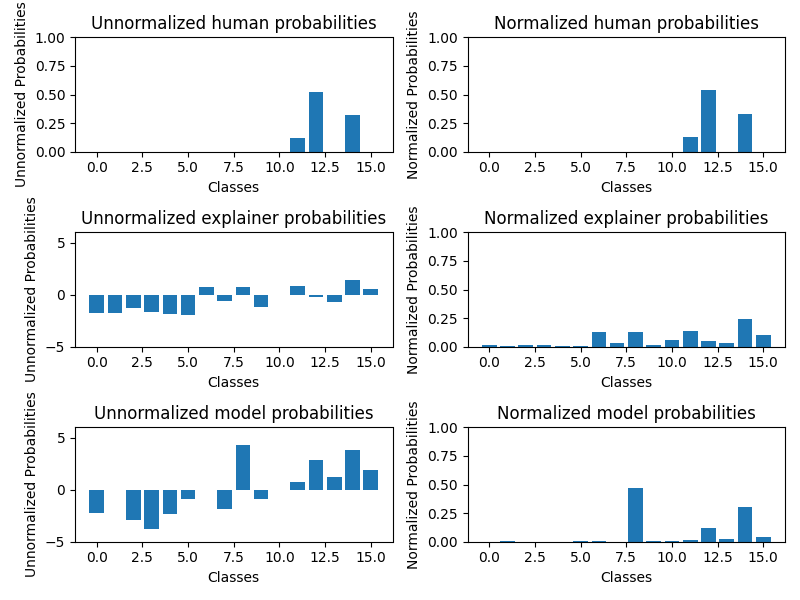 Unnormalized human probabilities
Unnormalized Probabilities
1.00
0.75
0.50
0.25
0.00
0.0 2.5 5.0 7.5 10.0 12.5 15.0
Classes
Normalized human probabilities
Normalized Probabilities
1.00
0.75
0.50
0.25
0.00
0.0 2.5 5.0 7.5 10.0 12.5 15.0
Classes
Unnormalized explainer probabilities
Unnormalized Probabilities
5
0
−5
0.0 2.5 5.0 7.5 10.0 12.5 15.0
Classes
Normalized explainer probabilities
Normalized Probabilities
1.00
0.75
0.50
0.25
0.00
0.0 2.5 5.0 7.5 10.0 12.5 15.0
Classes
Unnormalized model probabilities
Unnormalized Probabilities
5
0
−5
0.0 2.5 5.0 7.5 10.0 12.5 15.0
Classes
Normalized model probabilities
Normalized Probabilities
1.00
0.75
0.50
0.25
0.00
0.0 2.5 5.0 7.5 10.0 12.5 15.0
Classes